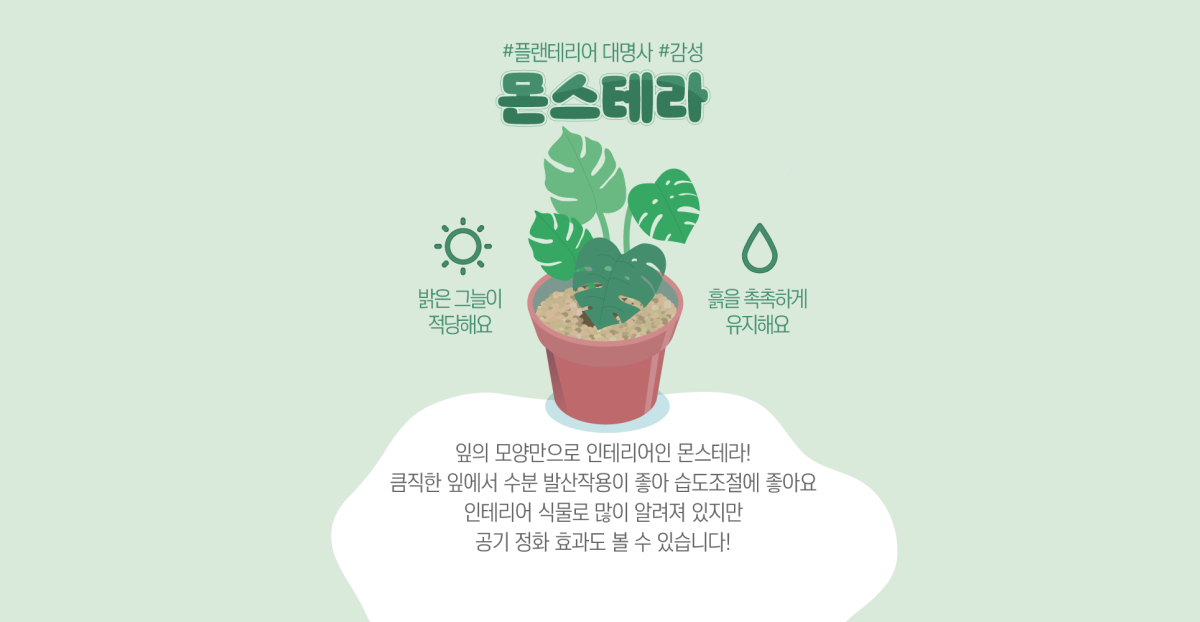 #플랜테리어 대명사 #감성
몬스테라
밝은 그늘이
적당해요
흙을 촉촉하게
유지해요
잎의 모양만으로 인테리어인 몬스테라!
큼직한 잎에서 수분 발산작용이 좋아 습도조절에 좋아요
인테리어 식물로 많이 알려져 있지만
공기 정화 효과도 볼 수 있습니다!